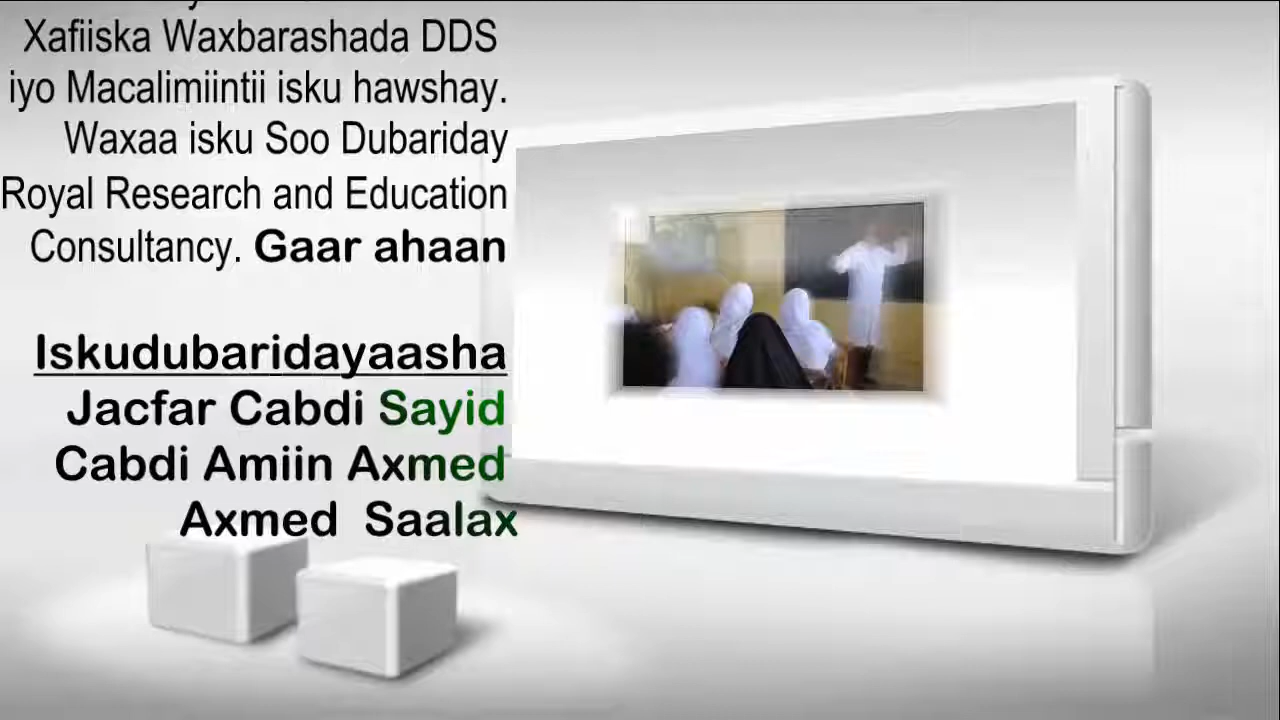 Xafiiska Waxbarashada DDS
iyo Macalimiintii isku hawshay.
Waxaa isku Soo Dubariday
Royal Research and Education
Consultancy. Gaar ahaan
Iskudubaridayaasha
Jacfar Cabdi Sayid
Cabdi Amiin Axmed
Axmed Saalax